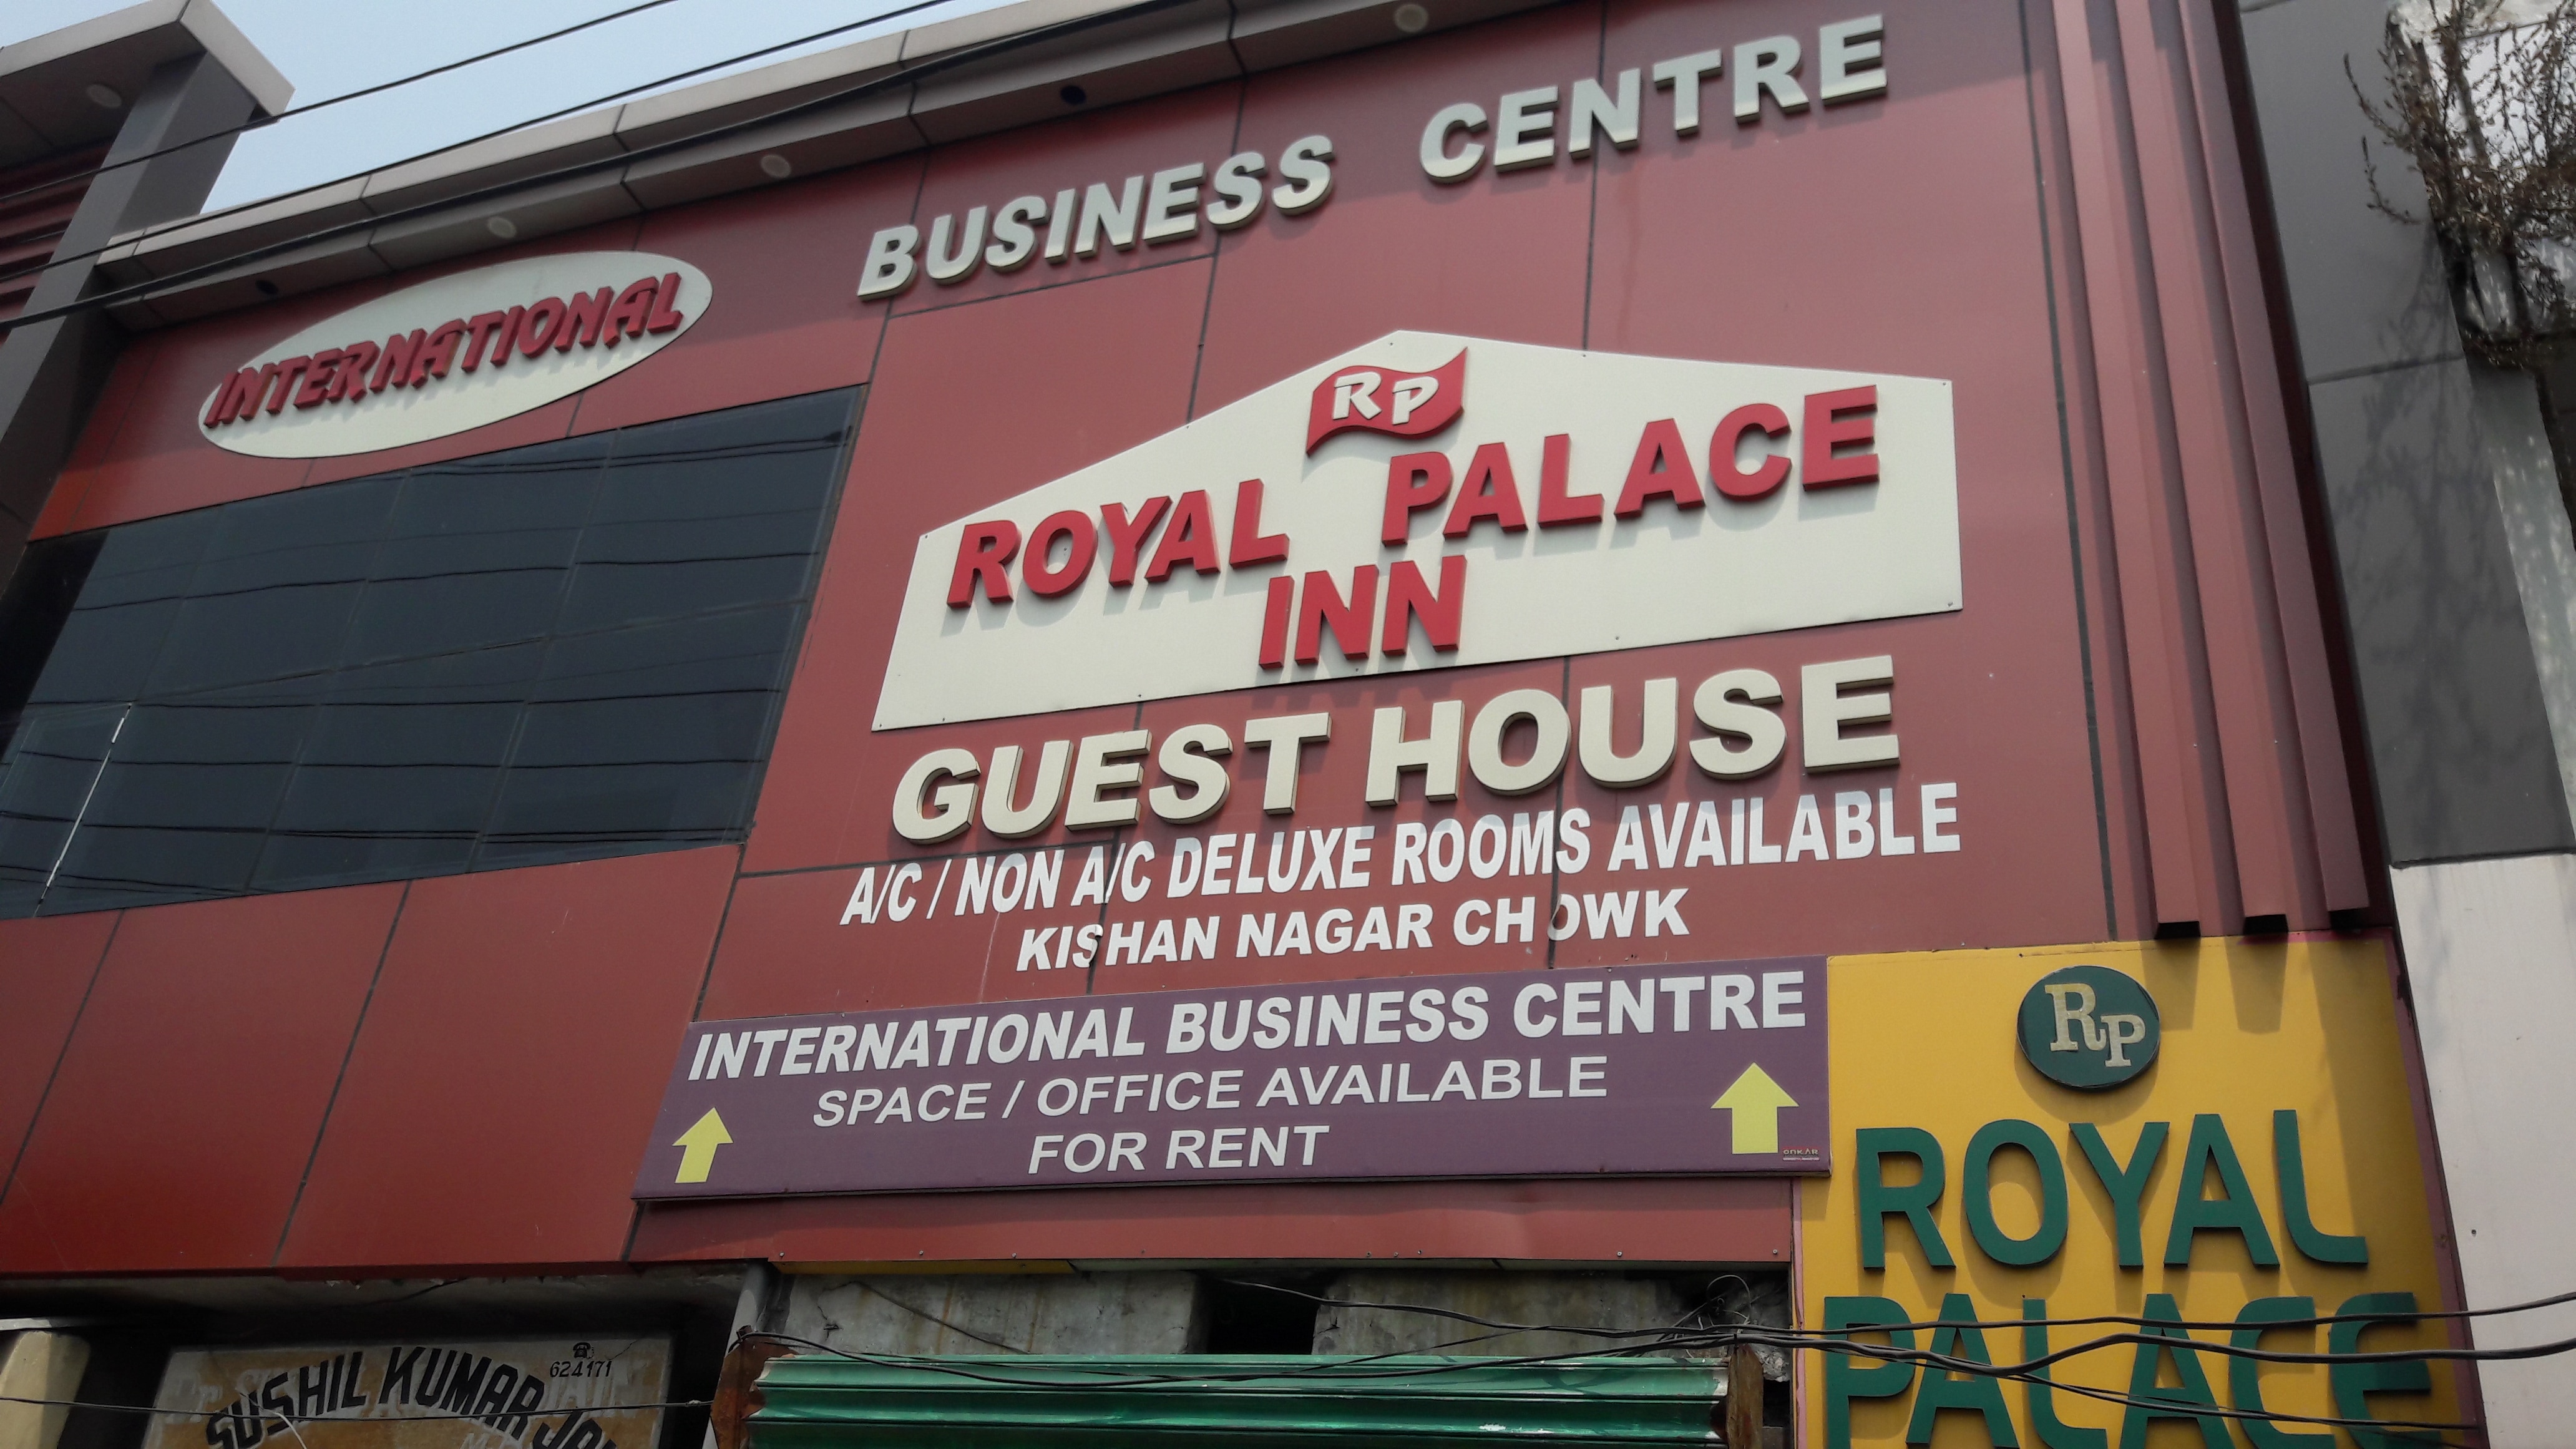 BUSINESS CENTRE
INTERNATIONAL
RP
ROYAL PALACE
INN
GUEST HOUSE
A/C / NON A/C DELUXE ROOMS AVAILABLE
KISHAN NAGAR CHOWK
INTERNATIONAL BUSINESS CENTRE
SPACE / OFFICE AVAILABLE
FOR RENT
ONKAR
RP
ROYAL
PALACE
624171
SUSHIL KUMAR